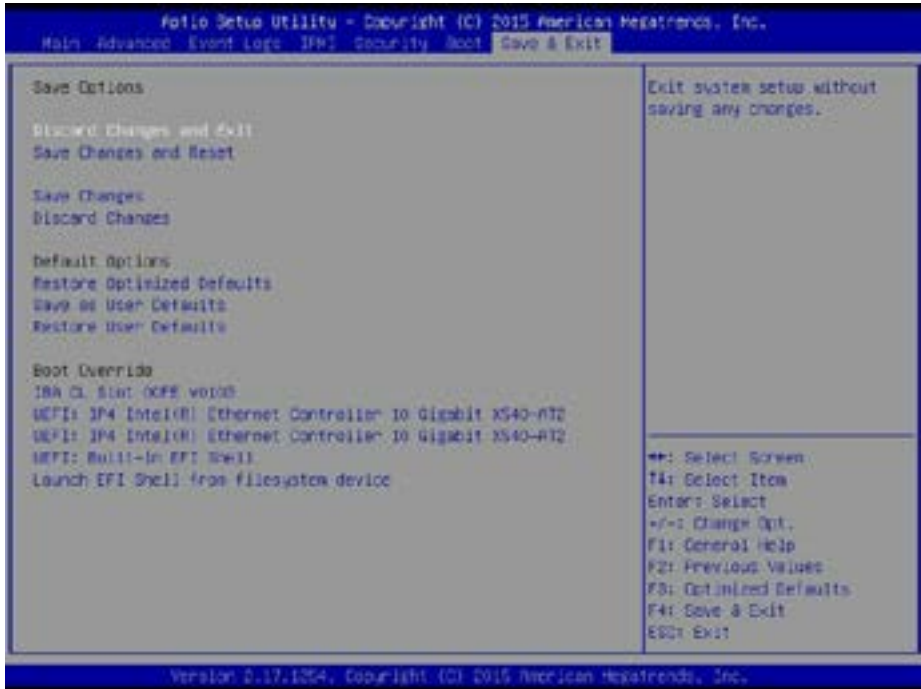 Aptio Setup Utility - Copyright (C) 2015 American Megatrends, Inc.
Main Advanced Event Logs IPMI Security Boot Save & Exit
Save Options
Discard Changes and Exit
Save Changes and Reset
Save Changes
Discard Changes
Default Options
Restore Optimized Defaults
Save as User Defaults
Restore User Defaults
Boot Override
IBA CL Slot
UEFI: IP4 Intel(R) Ethernet Controller 10 Gigabit X540-AT2
UEFI: IP4 Intel(R) Ethernet Controller 10 Gigabit X540-AT2
UEFI: Built-in EFI Shell
Launch EFI Shell from filesystem device
Exit system setup without
saving any changes.
→←: Select Screen
↑↓: Select Item
Enter: Select
+/-: Change Opt.
F1: General Help
F2: Previous Values
F3: Optimized Defaults
F4: Save & Exit
ESC: Exit
Version 2.17.1254. Copyright (C) 2015 American Megatrends, Inc.